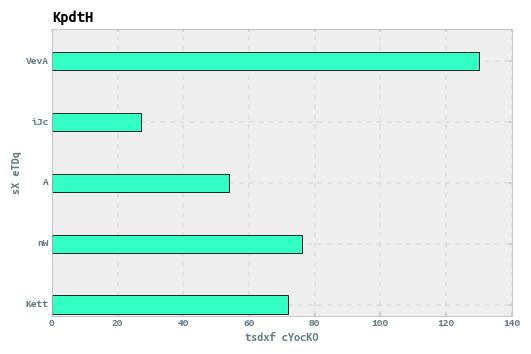 KpdtH
VevA
iJc
A
nW
Kett
sX eTDq
0 20 40 60 80 100 120 140
tsdxf cYocKO